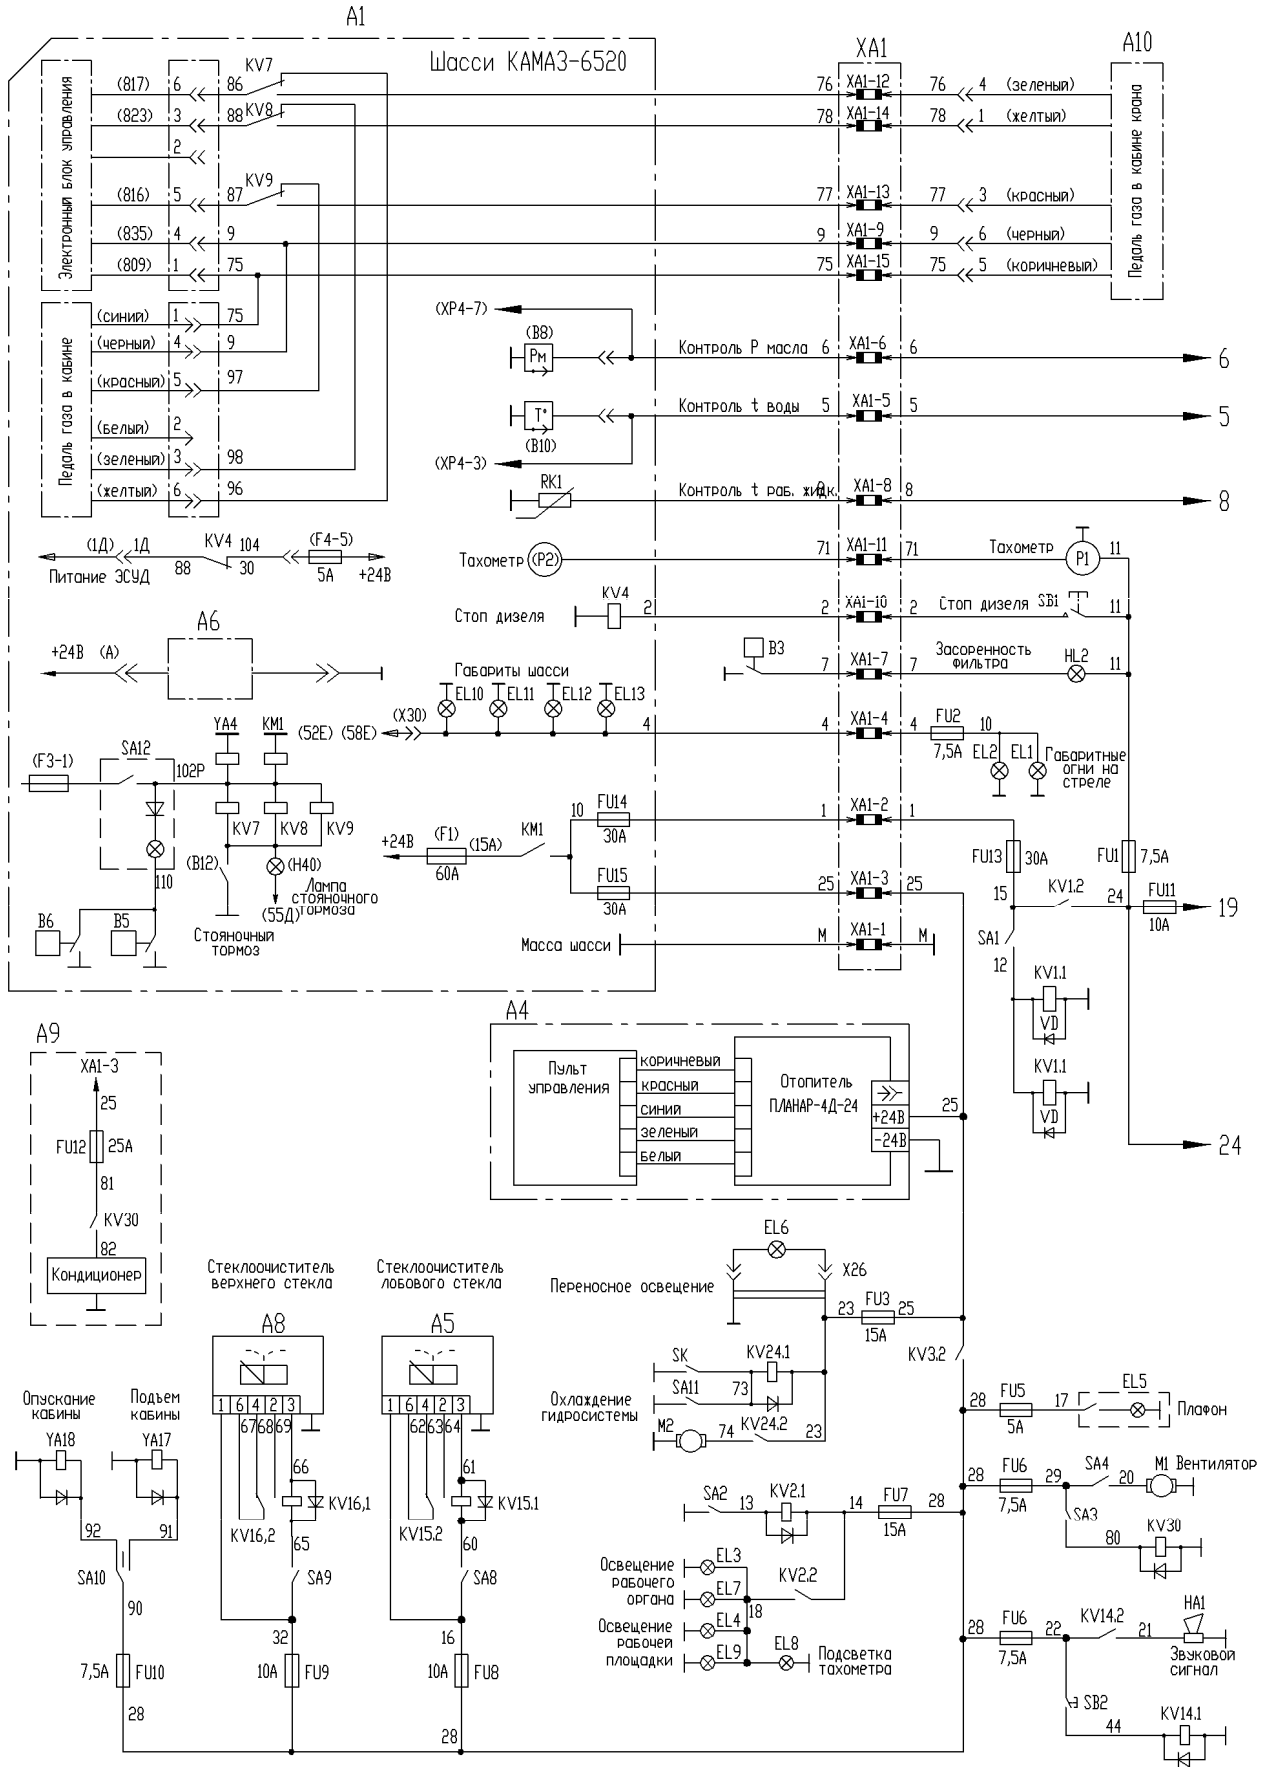 A1
Шасси КАМАЗ-6520
XA1
A10
Электронный блок управления
(817) 6 86 KV7 76 XA1-12 76 4 (зеленый)
(823) 3 88 KV8 78 XA1-14 78 1 (желтый)
2
(816) 5 87 KV9 77 XA1-13 77 3 (красный)
(835) 4 9 9 XA1-9 9 6 (черный)
(809) 1 75 75 XA1-15 75 5 (коричневый)
Педаль газа в кабине крана
Педаль газа в кабине
(синий) 1 75
(черный) 4 9
(красный) 5 97
(белый) 2
(зеленый) 3 98
(желтый) 6 96
(XP4-7)
(B8)
Рм
Контроль Р масла 6 XA1-6 6 6
T°
(B10)
Контроль t воды 5 XA1-5 5 5
(XP4-3)
RK1
Контроль t раб. жидк. 8 XA1-8 8 8
(1Д) 1Д KV4 104 (F4-5)
88 30 5A +24В
Питание ЭСУД
Тахометр (P2) 71 XA1-11 71 Тахометр P1 11
Стоп дизеля KV4 2 2 XA1-10 2 Стоп дизеля SB1 11
A6
+24В (A)
B3 7 XA1-7 7 Засоренность
фильтра
HL2 11
Габариты шасси
EL10 EL11 EL12 EL13
(52E) (58E) (X30) 4 4 XA1-4 4 FU2 10
7,5A EL2 EL1
Габаритные
огни на
стреле
YA4 KM1
(F3-1) SA12 102P
KV7 KV8 KV9
(B12) (H40)
Лампа
стояночного
тормоза
(55Д)
110
B6 B5
Стояночный
тормоз
+24В (F1) (15A) KM1
60A
10 FU14 1 XA1-2 1
30A
FU15 25 XA1-3 25
30A
Масса шасси М XA1-1 М
FU13 30A FU1 7,5A
15 KV1.2 24 FU11 19
10A
SA1
12
KV1.1
VD
KV1.1
VD
24
A9
XA1-3
25
FU12 25A
81
KV30
82
Кондиционер
A4
Пульт
управления
коричневый
красный
синий
зеленый
белый
Отопитель
ПЛАНАР-4Д-24
+24В
-24В
25
EL6
X26
Переносное освещение
23 FU3 25
15A
KV3.2
SK KV24.1
SA11 73
Охлаждение
гидросистемы
M2 74 KV24.2 23
Стеклоочиститель
верхнего стекла
A8
1 6 4 2 3
67 68 69
66
KV16,1
KV16,2
65
SA9
32
10A FU9
Стеклоочиститель
лобового стекла
A5
1 6 4 2 3
62 63 64
61
KV15.1
KV15.2
60
SA8
16
10A FU8
28
Опускание
кабины
YA18
Подъем
кабины
YA17
92 91
SA10
90
7,5A FU10
28
28 FU5 17 EL5
5A Плафон
28 FU6 29 SA4 20 M1 Вентилятор
7,5A
SA3
80 KV30
SA2 13 KV2.1 14 FU7 28
15A
Освещение
рабочего
органа
EL3
EL7
KV2.2
18
Освещение
рабочей
площадки
EL4
EL9
EL8
Подсветка
тахометра
28 FU6 22 KV14.2 21 HA1
7,5A
Звуковой
сигнал
SB2
44 KV14.1